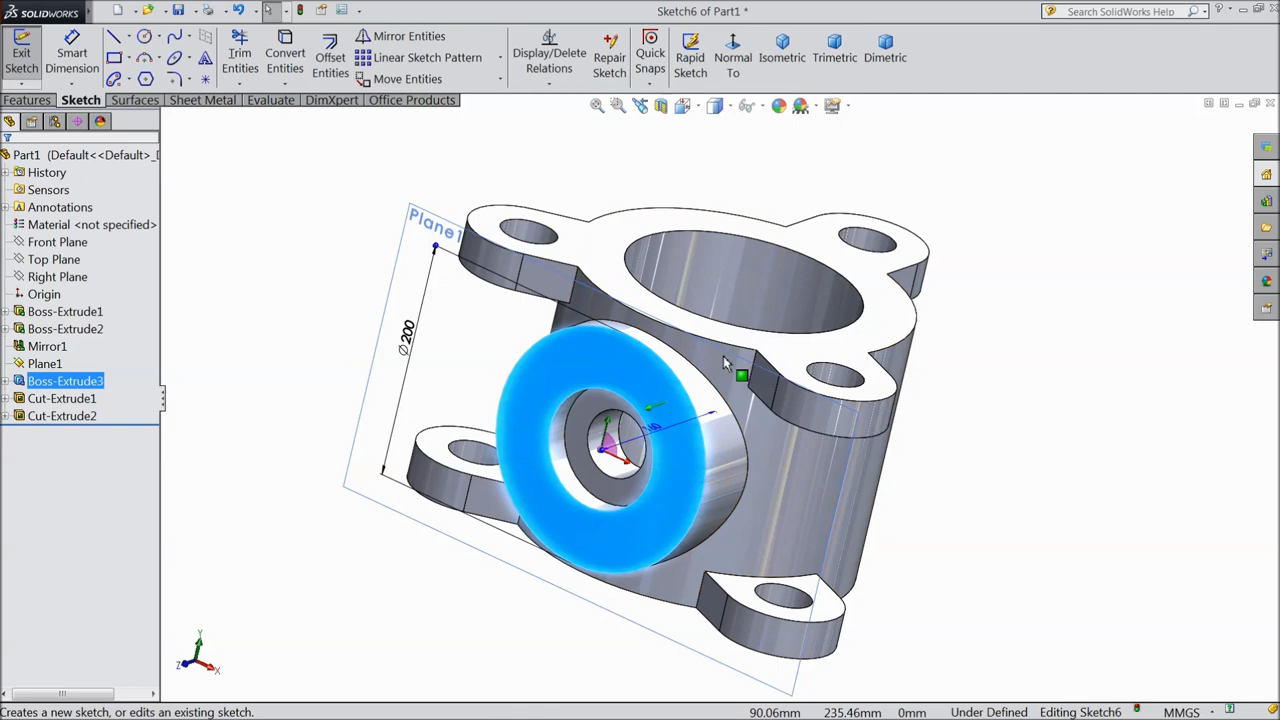 SOLIDWORKS
Sketch6 of Part1 *
Search SolidWorks Help
Exit Sketch
Smart Dimension
Trim Entities
Convert Entities
Offset Entities
Mirror Entities
Linear Sketch Pattern
Move Entities
Display/Delete Relations
Repair Sketch
Quick Snaps
Rapid Sketch
Normal To
Isometric
Trimetric
Dimetric
Features
Sketch
Surfaces
Sheet Metal
Evaluate
DimXpert
Office Products
Part1 (Default<<Default>_D
History
Sensors
Annotations
Material <not specified>
Front Plane
Top Plane
Right Plane
Origin
Boss-Extrude1
Boss-Extrude2
Mirror1
Plane1
Boss-Extrude3
Cut-Extrude1
Cut-Extrude2
Plane1
Ø200
Y
Z
X
Creates a new sketch, or edits an existing sketch.
90.06mm
235.46mm
0mm
Under Defined
Editing Sketch6
MMGS